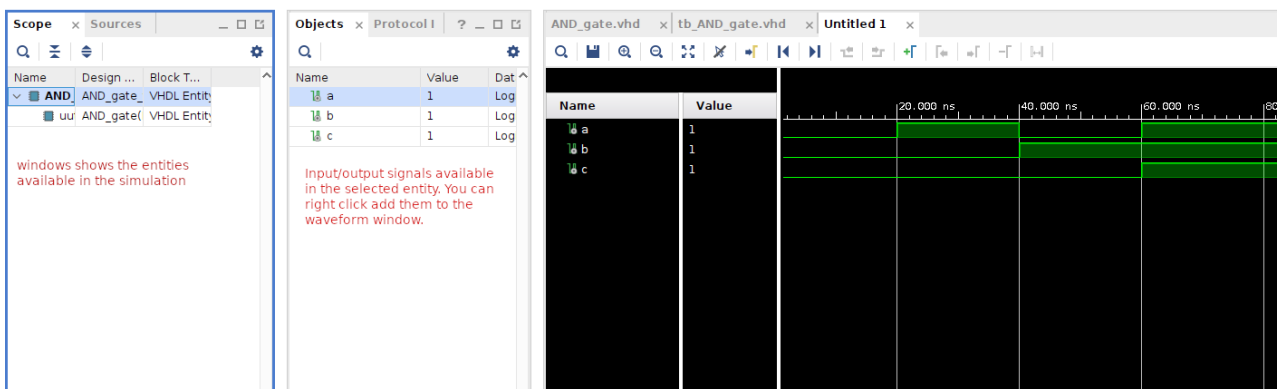 Scope × Sources
Name Design ... Block T...
AND_ AND_gate_ VHDL Entity
uu AND_gate( VHDL Entity
windows shows the entities
available in the simulation
Objects × Protocol I ?
Name Value Dat
a 1 Log
b 1 Log
c 1 Log
Input/output signals available
in the selected entity. You can
right click add them to the
waveform window.
AND_gate.vhd × tb_AND_gate.vhd × Untitled 1 ×
Name Value
20.000 ns 40.000 ns 60.000 ns 80
a 1
b 1
c 1